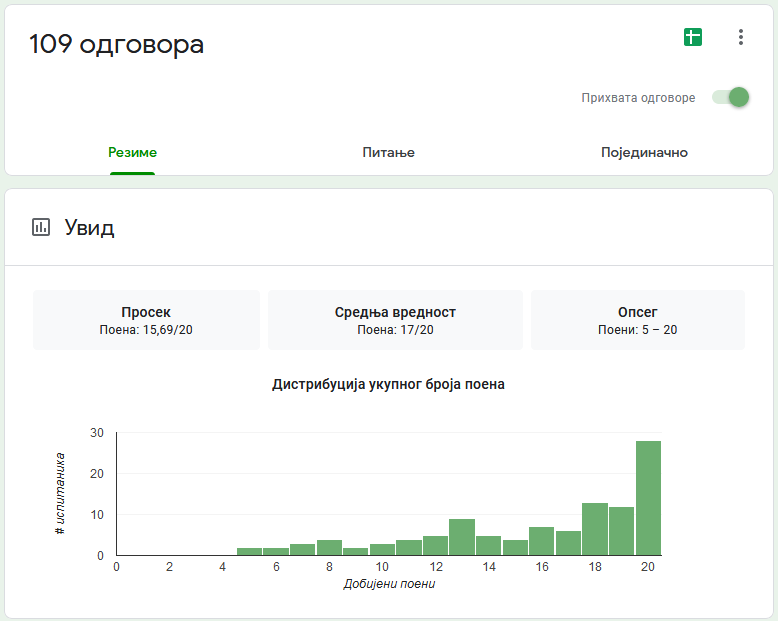 109 одговора
Прихвата одговоре
Резиме Питање Појединачно
Увид
Просек Средња вредност Опсег
Поена: 15,69/20 Поена: 17/20 Поени: 5 – 20
Дистрибуција укупног броја поена
# испитаника
30
20
10
0
0 2 4 6 8 10 12 14 16 18 20
Добијени поени